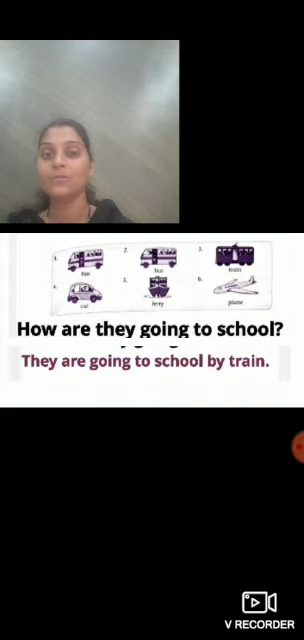 1.
2.
3.
bus
train
4.
5.
6.
car
ferry
plane
How are they going to school?
They are going to school by train.
V RECORDER